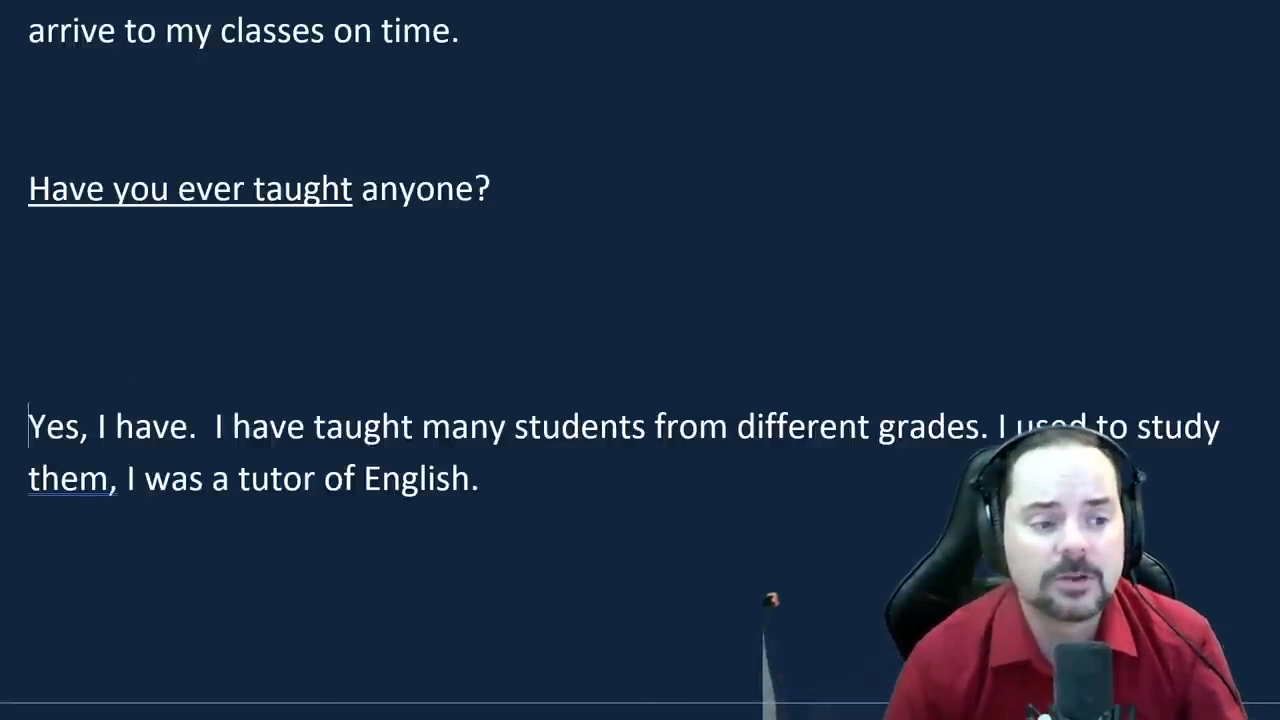 arrive to my classes on time.
Have you ever taught anyone?
Yes, I have.  I have taught many students from different grades. I used to study
them, I was a tutor of English.